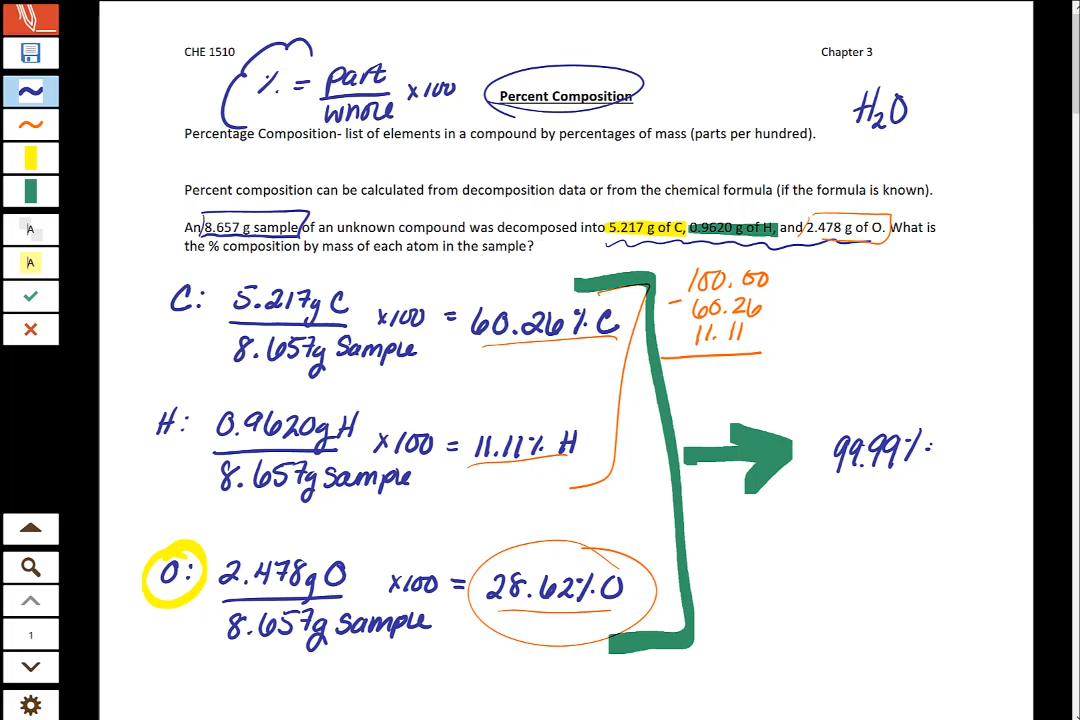 CHE 1510
Chapter 3
% = part/whole ×100
Percent Composition
H₂O
Percentage Composition- list of elements in a compound by percentages of mass (parts per hundred).
Percent composition can be calculated from decomposition data or from the chemical formula (if the formula is known).
An 8.657 g sample of an unknown compound was decomposed into 5.217 g of C, 0.9620 g of H, and 2.478 g of O. What is
the % composition by mass of each atom in the sample?
100.00
- 60.26
11.11
C: 5.217g C / 8.657g Sample ×100 = 60.26% C
H: 0.9620g H / 8.657g Sample ×100 = 11.11% H
99.99%
O: 2.478g O / 8.657g Sample ×100 = 28.62% O
A
A
1